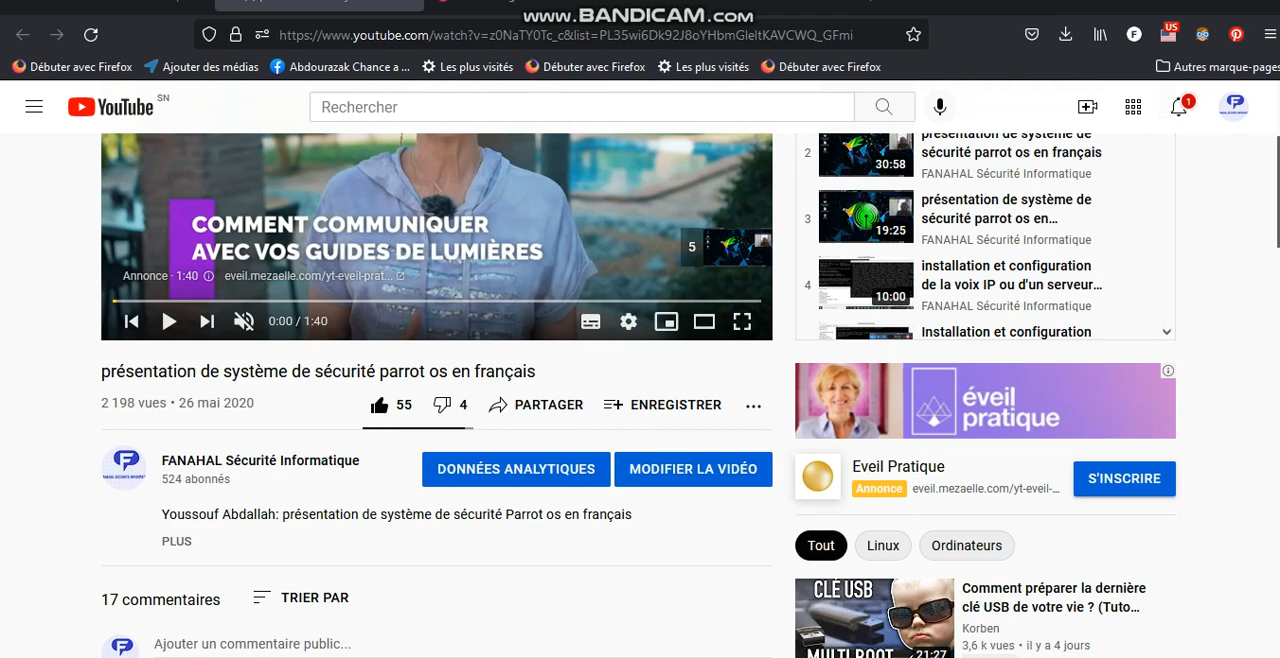 www.BANDICAM.com
https://www.youtube.com/watch?v=z0NaTY0Tc_c&list=PL35wi6Dk92J8oYHbmGleltKAVCWQ_GFmi
US
Débuter avec Firefox
Ajouter des médias
Abdourazak Chance a ...
Les plus visités
Débuter avec Firefox
Les plus visités
Débuter avec Firefox
Autres marque-pages
YouTube SN
Rechercher
1
COMMENT COMMUNIQUER
AVEC VOS GUIDES DE LUMIÈRES
Annonce · 1:40
eveil.mezaelle.com/yt-eveil-prat...
5
0:00 / 1:40
présentation de système de sécurité parrot os en français
2 198 vues • 26 mai 2020
55
4
PARTAGER
ENREGISTRER
FANAHAL Sécurité Informatique
524 abonnés
DONNÉES ANALYTIQUES
MODIFIER LA VIDÉO
Youssouf Abdallah: présentation de système de sécurité Parrot os en français
PLUS
17 commentaires
TRIER PAR
Ajouter un commentaire public...
2
30:58
présentation de système de
sécurité parrot os en français
FANAHAL Sécurité Informatique
3
19:25
présentation de système de
sécurité parrot os en...
FANAHAL Sécurité Informatique
4
10:00
installation et configuration
de la voix IP ou d'un serveur...
FANAHAL Sécurité Informatique
Installation et configuration
éveil
pratique
Eveil Pratique
Annonce
eveil.mezaelle.com/yt-eveil-...
S'INSCRIRE
Tout
Linux
Ordinateurs
CLÉ USB
MULTI BOOT
21:27
Comment préparer la dernière
clé USB de votre vie ? (Tuto...
Korben
3,6 k vues • il y a 4 jours